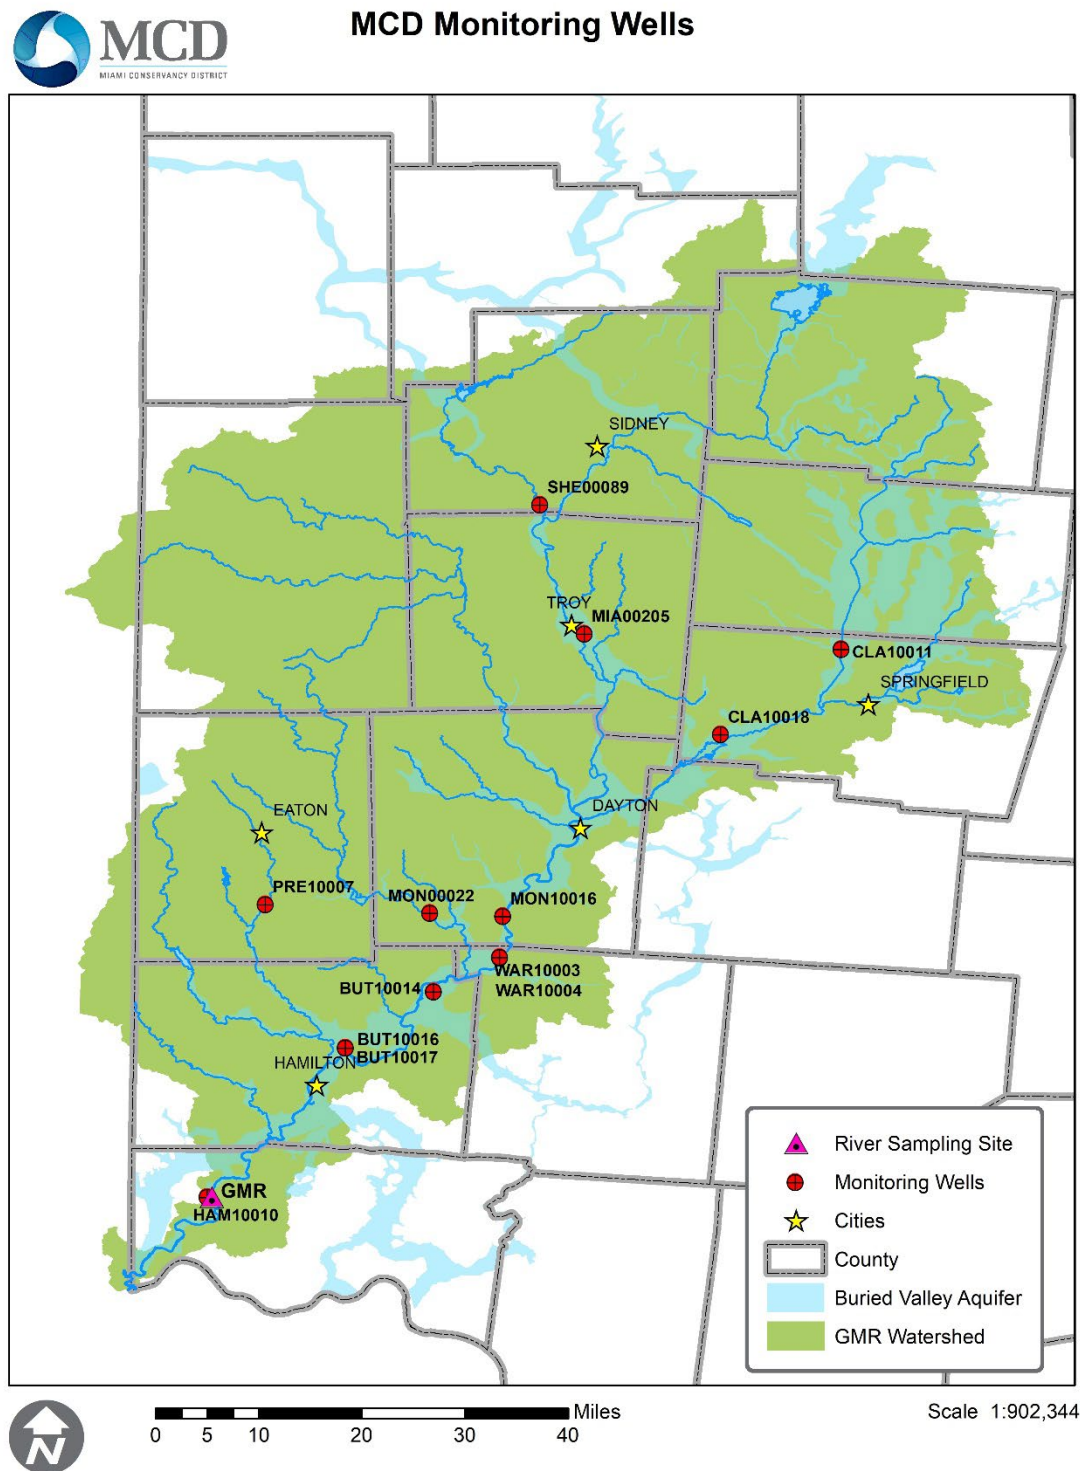 MCD Monitoring Wells
MCD
MIAMI CONSERVANCY DISTRICT
SIDNEY
SHE00089
TROY
MIA00205
CLA10011
SPRINGFIELD
CLA10018
DAYTON
EATON
PRE10007
MON00022
MON10016
WAR10003
WAR10004
BUT10014
BUT10016
BUT10017
HAMILTON
GMR
HAM10010
River Sampling Site
Monitoring Wells
Cities
County
Buried Valley Aquifer
GMR Watershed
N
Miles
0 5 10 20 30 40
Scale 1:902,344